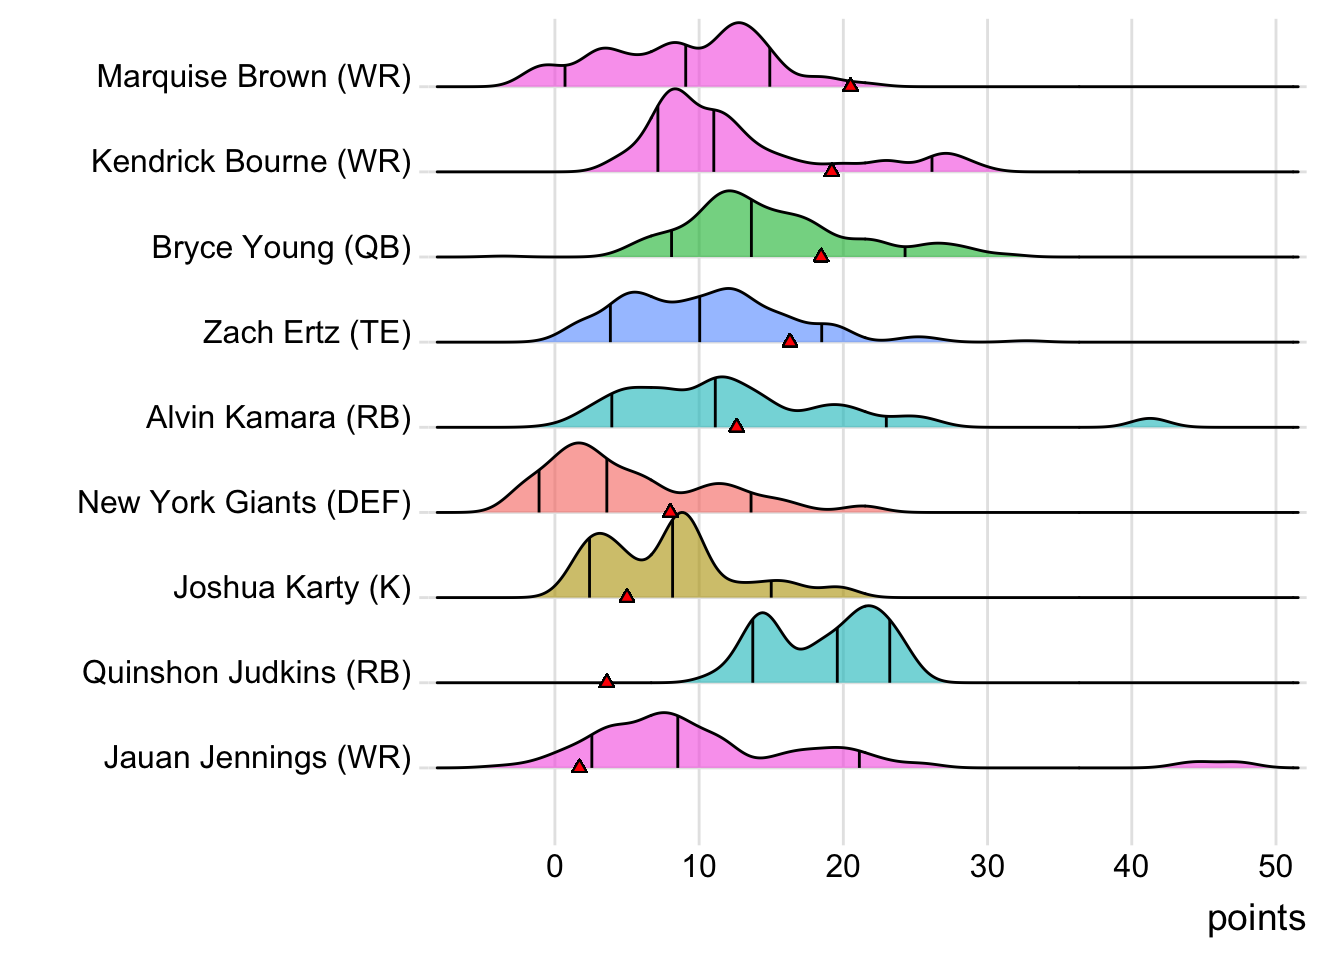 Marquise Brown (WR)
Kendrick Bourne (WR)
Bryce Young (QB)
Zach Ertz (TE)
Alvin Kamara (RB)
New York Giants (DEF)
Joshua Karty (K)
Quinshon Judkins (RB)
Jauan Jennings (WR)
0 10 20 30 40 50
points